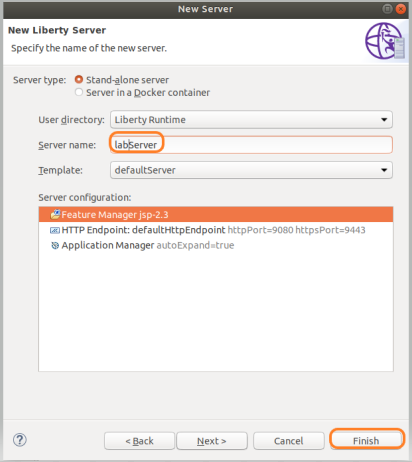 New Server
New Liberty Server
Specify the name of the new server.
Server type: Stand-alone server
Server in a Docker container
User directory: Liberty Runtime
Server name: labServer
Template: defaultServer
Server configuration:
Feature Manager jsp-2.3
HTTP Endpoint: defaultHttpEndpoint httpPort=9080 httpsPort=9443
Application Manager autoExpand=true
? < Back Next > Cancel Finish